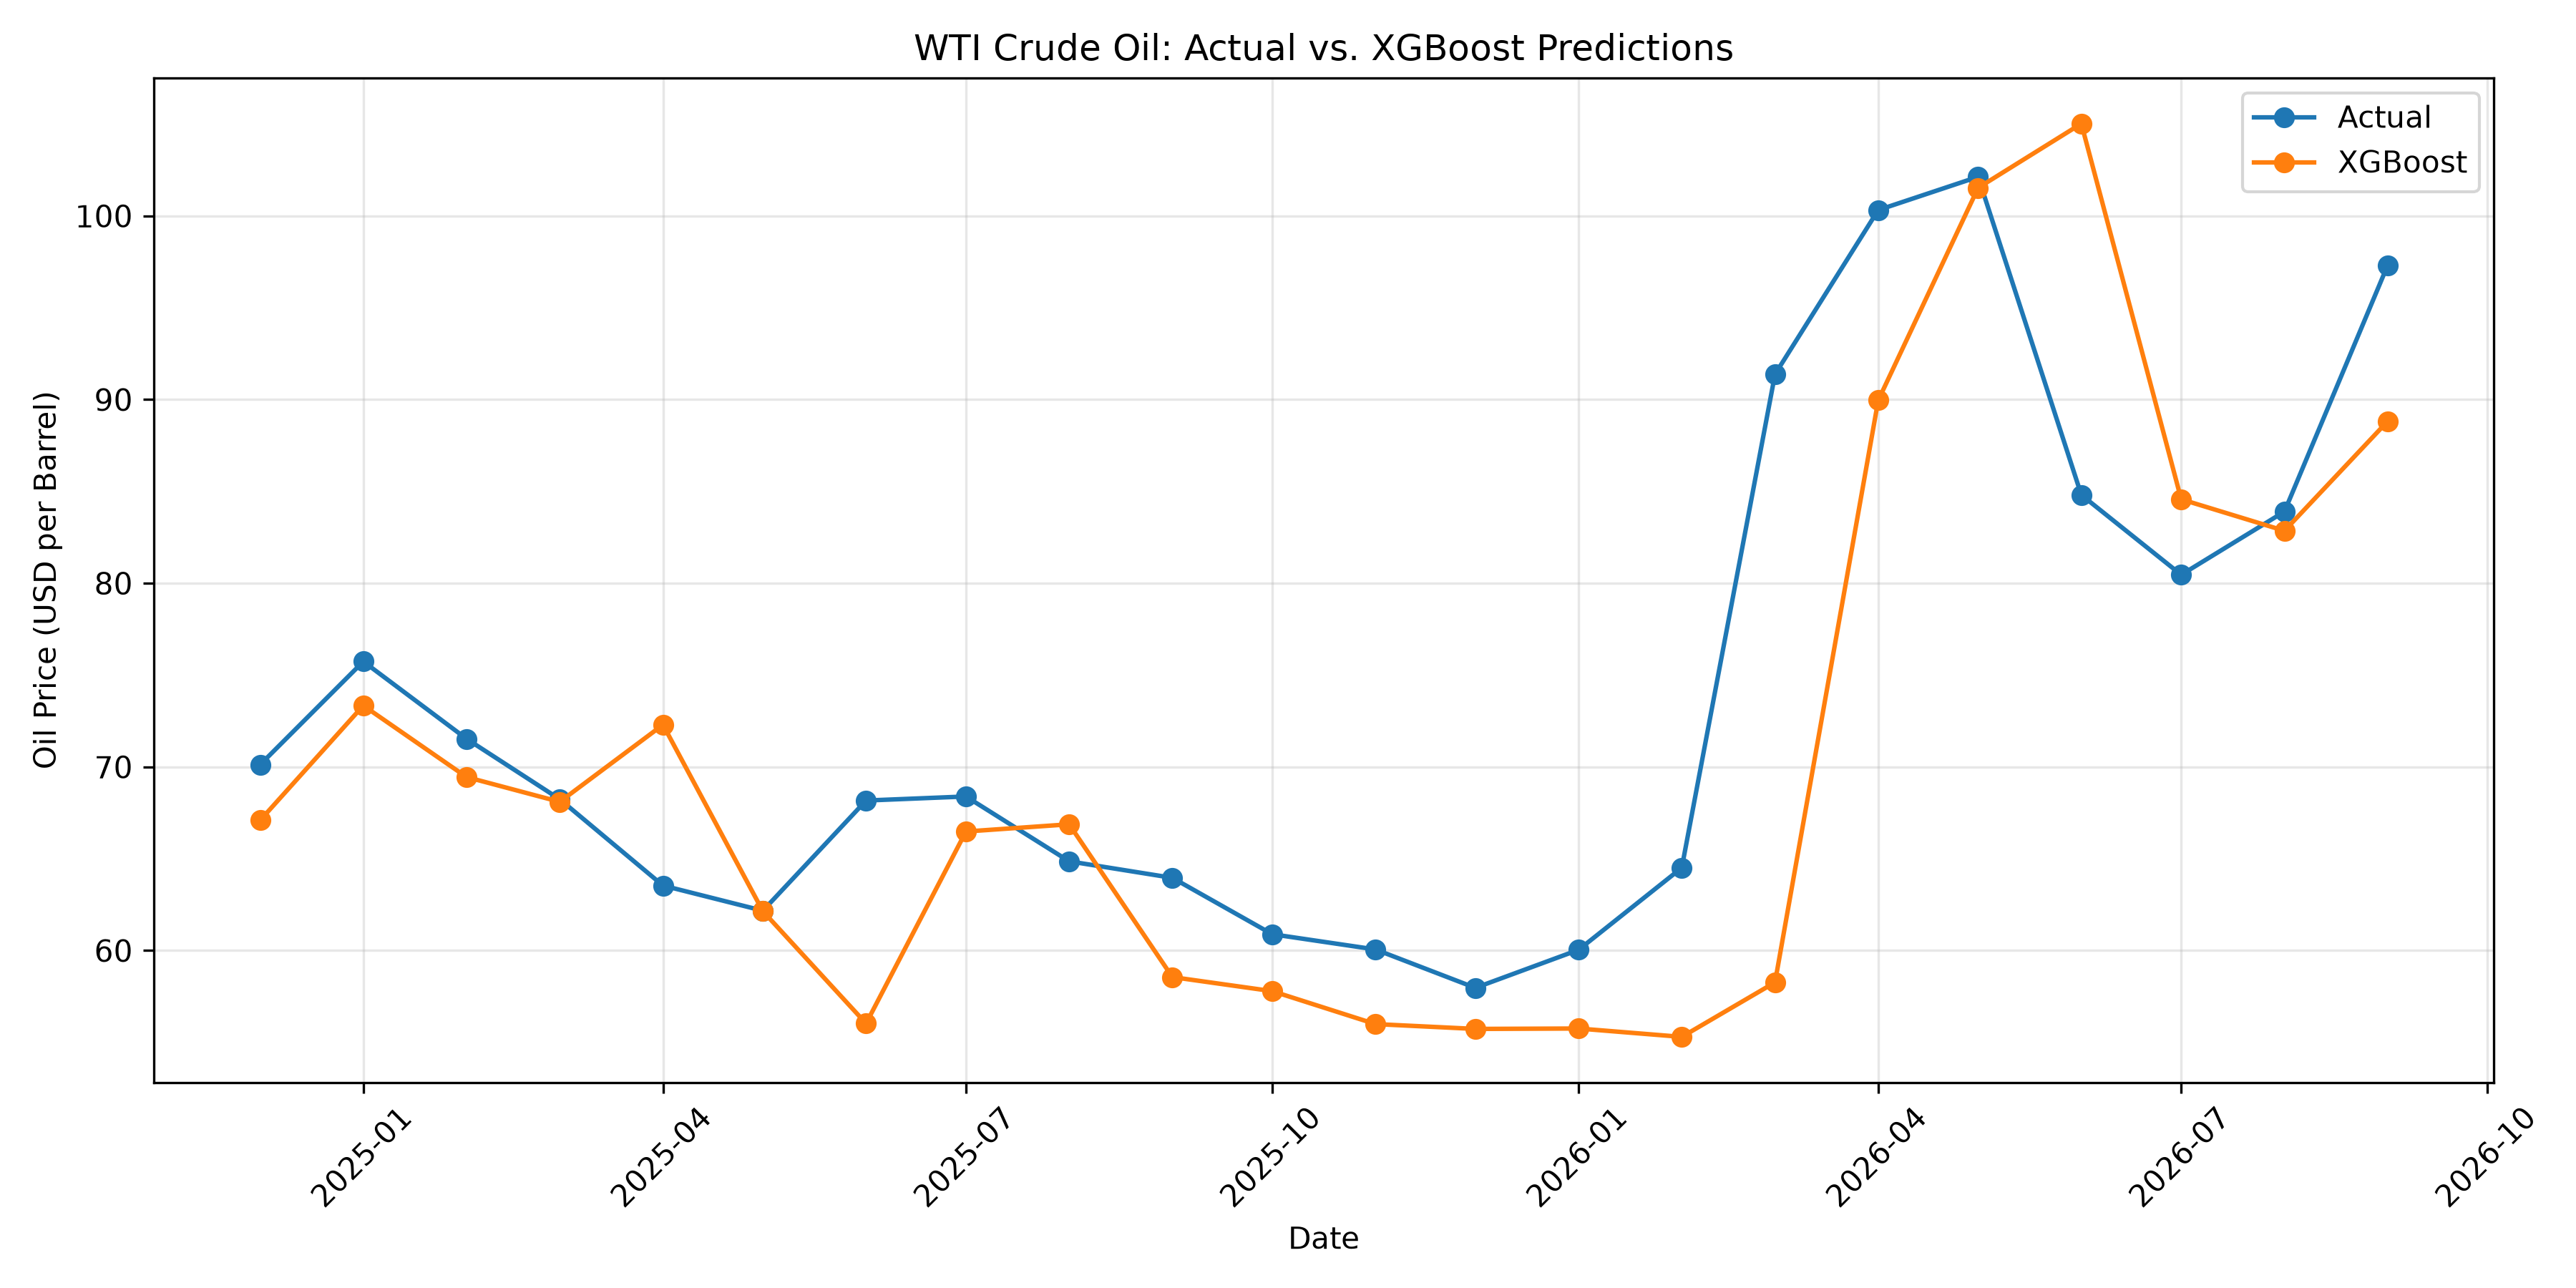 WTI Crude Oil: Actual vs. XGBoost Predictions
Actual
XGBoost
Oil Price (USD per Barrel)
100
90
80
70
60
2025-01
2025-04
2025-07
2025-10
2026-01
2026-04
2026-07
2026-10
Date